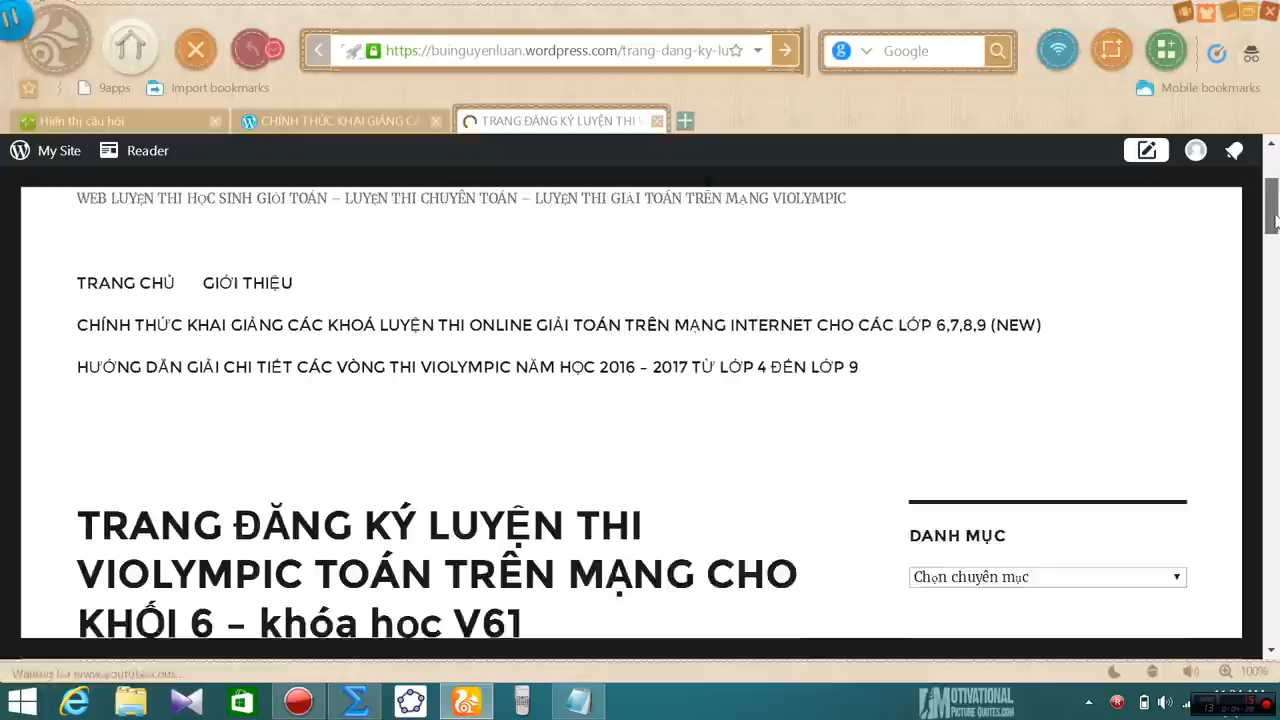 https://buinguyenluan.wordpress.com/trang-dang-ky-lu
Google
9apps
Import bookmarks
Mobile bookmarks
Hiển thị câu hỏi
CHÍNH THỨC KHAI GIẢNG CÁ
TRANG ĐĂNG KÝ LUYỆN THI
My Site
Reader
WEB LUYỆN THI HỌC SINH GIỎI TOÁN – LUYỆN THI CHUYÊN TOÁN – LUYỆN THI GIẢI TOÁN TRÊN MẠNG VIOLYMPIC
TRANG CHỦ
GIỚI THIỆU
CHÍNH THỨC KHAI GIẢNG CÁC KHOÁ LUYỆN THI ONLINE GIẢI TOÁN TRÊN MẠNG INTERNET CHO CÁC LỚP 6,7,8,9 (NEW)
HƯỚNG DẪN GIẢI CHI TIẾT CÁC VÒNG THI VIOLYMPIC NĂM HỌC 2016 – 2017 TỪ LỚP 4 ĐẾN LỚP 9
TRANG ĐĂNG KÝ LUYỆN THI
VIOLYMPIC TOÁN TRÊN MẠNG CHO
KHỐI 6 – khóa học V61
DANH MỤC
Chọn chuyên mục
100%
MOTIVATIONAL
PICTURE QUOTES.COM